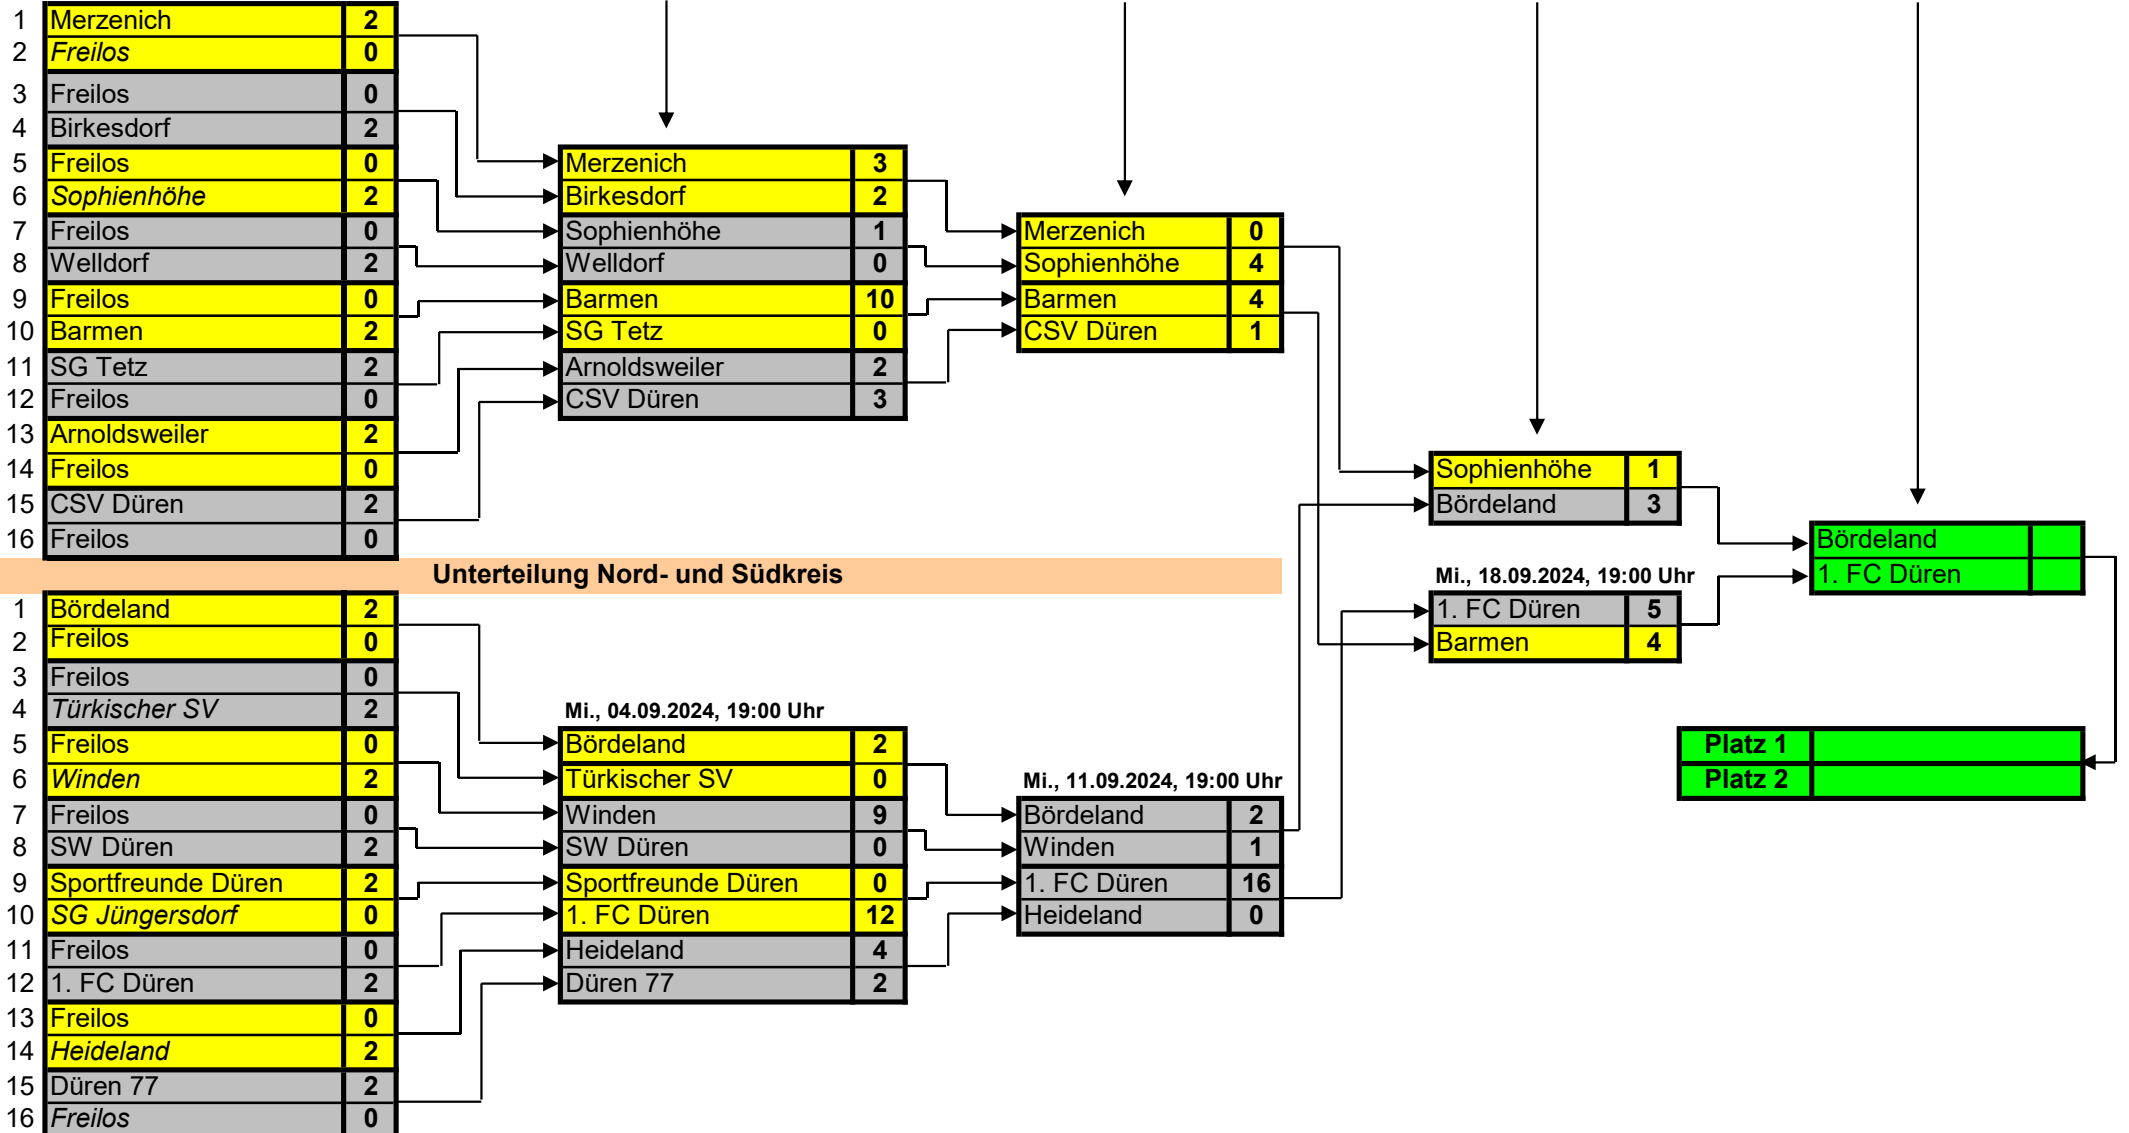 1 Merzenich 2
2 Freilos 0
3 Freilos 0
4 Birkesdorf 2
5 Freilos 0
6 Sophienhöhe 2
7 Freilos 0
8 Welldorf 2
9 Freilos 0
10 Barmen 2
11 SG Tetz 2
12 Freilos 0
13 Arnoldsweiler 2
14 Freilos 0
15 CSV Düren 2
16 Freilos 0
Merzenich 3
Birkesdorf 2
Sophienhöhe 1
Welldorf 0
Barmen 10
SG Tetz 0
Arnoldsweiler 2
CSV Düren 3
Merzenich 0
Sophienhöhe 4
Barmen 4
CSV Düren 1
Sophienhöhe 1
Bördeland 3
Bördeland
1. FC Düren
Unterteilung Nord- und Südkreis
Mi., 18.09.2024, 19:00 Uhr
1. FC Düren 5
Barmen 4
1 Bördeland 2
2 Freilos 0
3 Freilos 0
4 Türkischer SV 2
5 Freilos 0
6 Winden 2
7 Freilos 0
8 SW Düren 2
9 Sportfreunde Düren 2
10 SG Jüngersdorf 0
11 Freilos 0
12 1. FC Düren 2
13 Freilos 0
14 Heideland 2
15 Düren 77 2
16 Freilos 0
Mi., 04.09.2024, 19:00 Uhr
Bördeland 2
Türkischer SV 0
Winden 9
SW Düren 0
Sportfreunde Düren 0
1. FC Düren 12
Heideland 4
Düren 77 2
Mi., 11.09.2024, 19:00 Uhr
Bördeland 2
Winden 1
1. FC Düren 16
Heideland 0
Platz 1
Platz 2